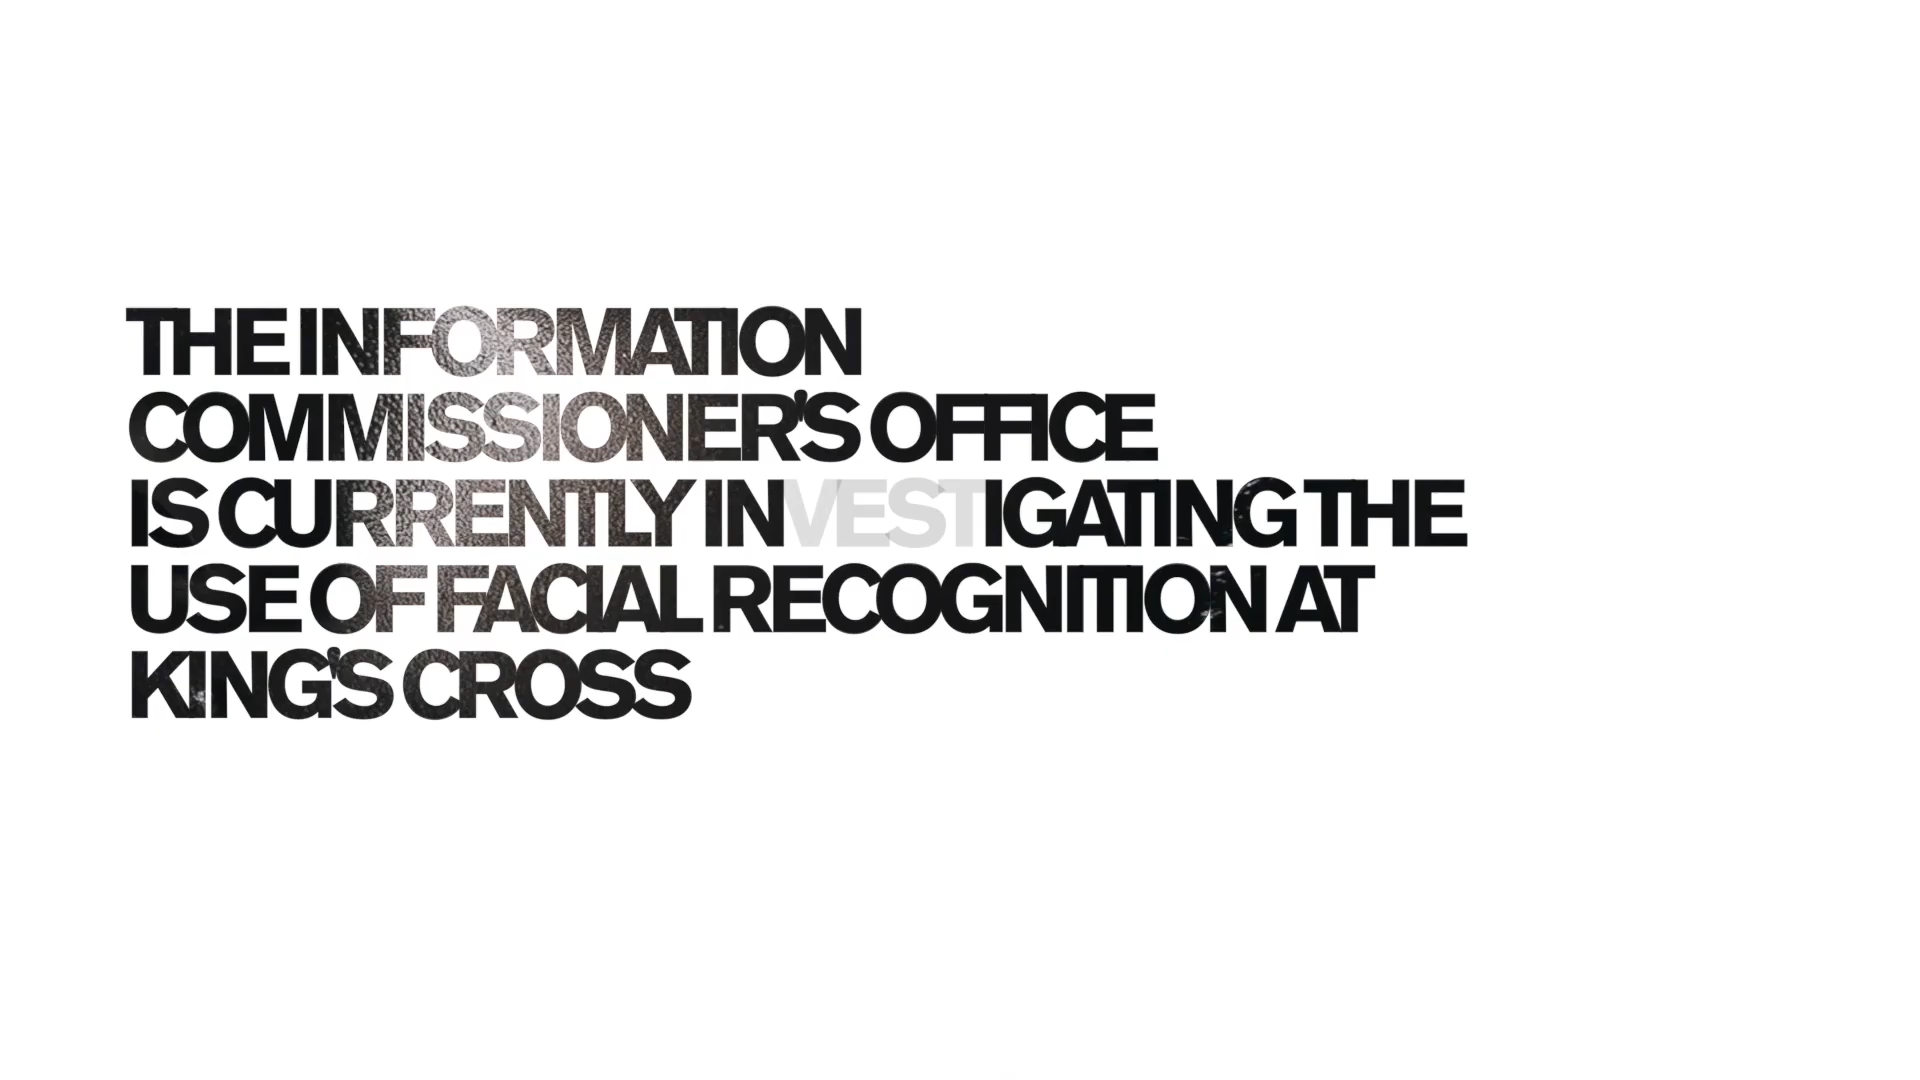 THE INFORMATION
COMMISSIONER'S OFFICE
IS CURRENTLY INVESTIGATING THE
USE OF FACIAL RECOGNITION AT
KING'S CROSS